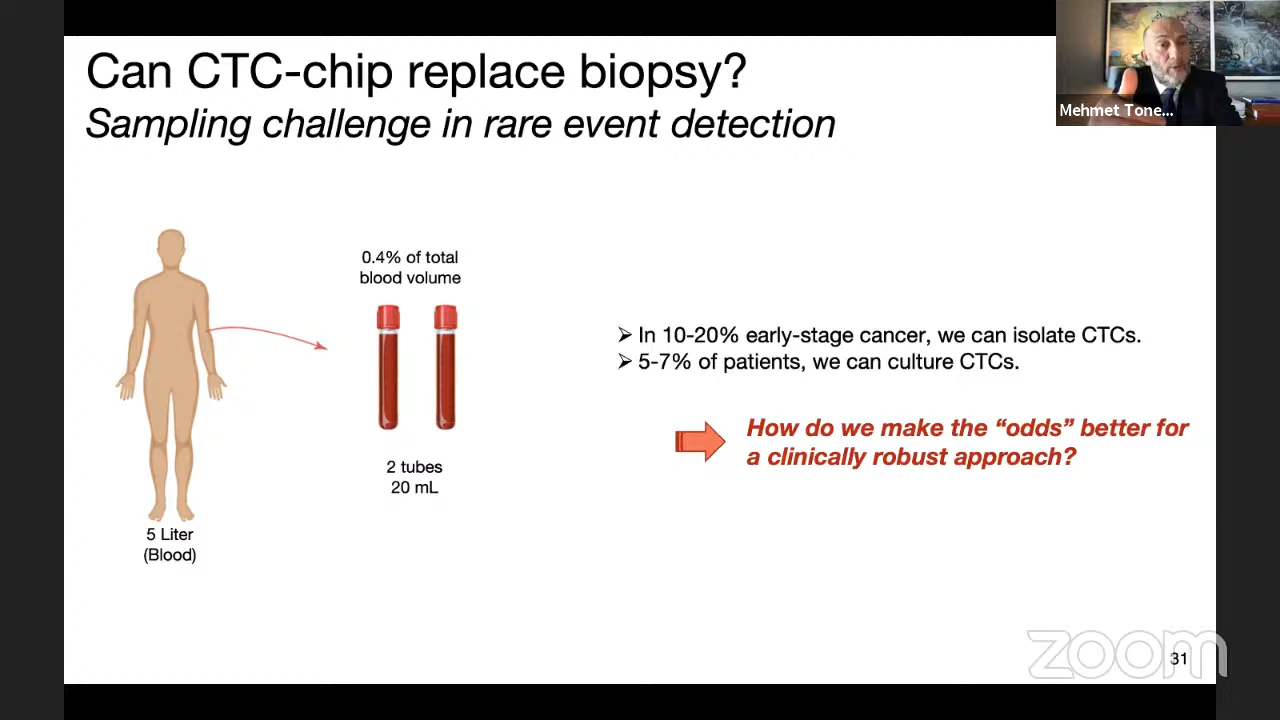 Can CTC-chip replace biopsy?
Sampling challenge in rare event detection
Mehmet Tone...
0.4% of total
blood volume
➢ In 10-20% early-stage cancer, we can isolate CTCs.
➢ 5-7% of patients, we can culture CTCs.
How do we make the “odds” better for
a clinically robust approach?
2 tubes
20 mL
5 Liter
(Blood)
zoom
31